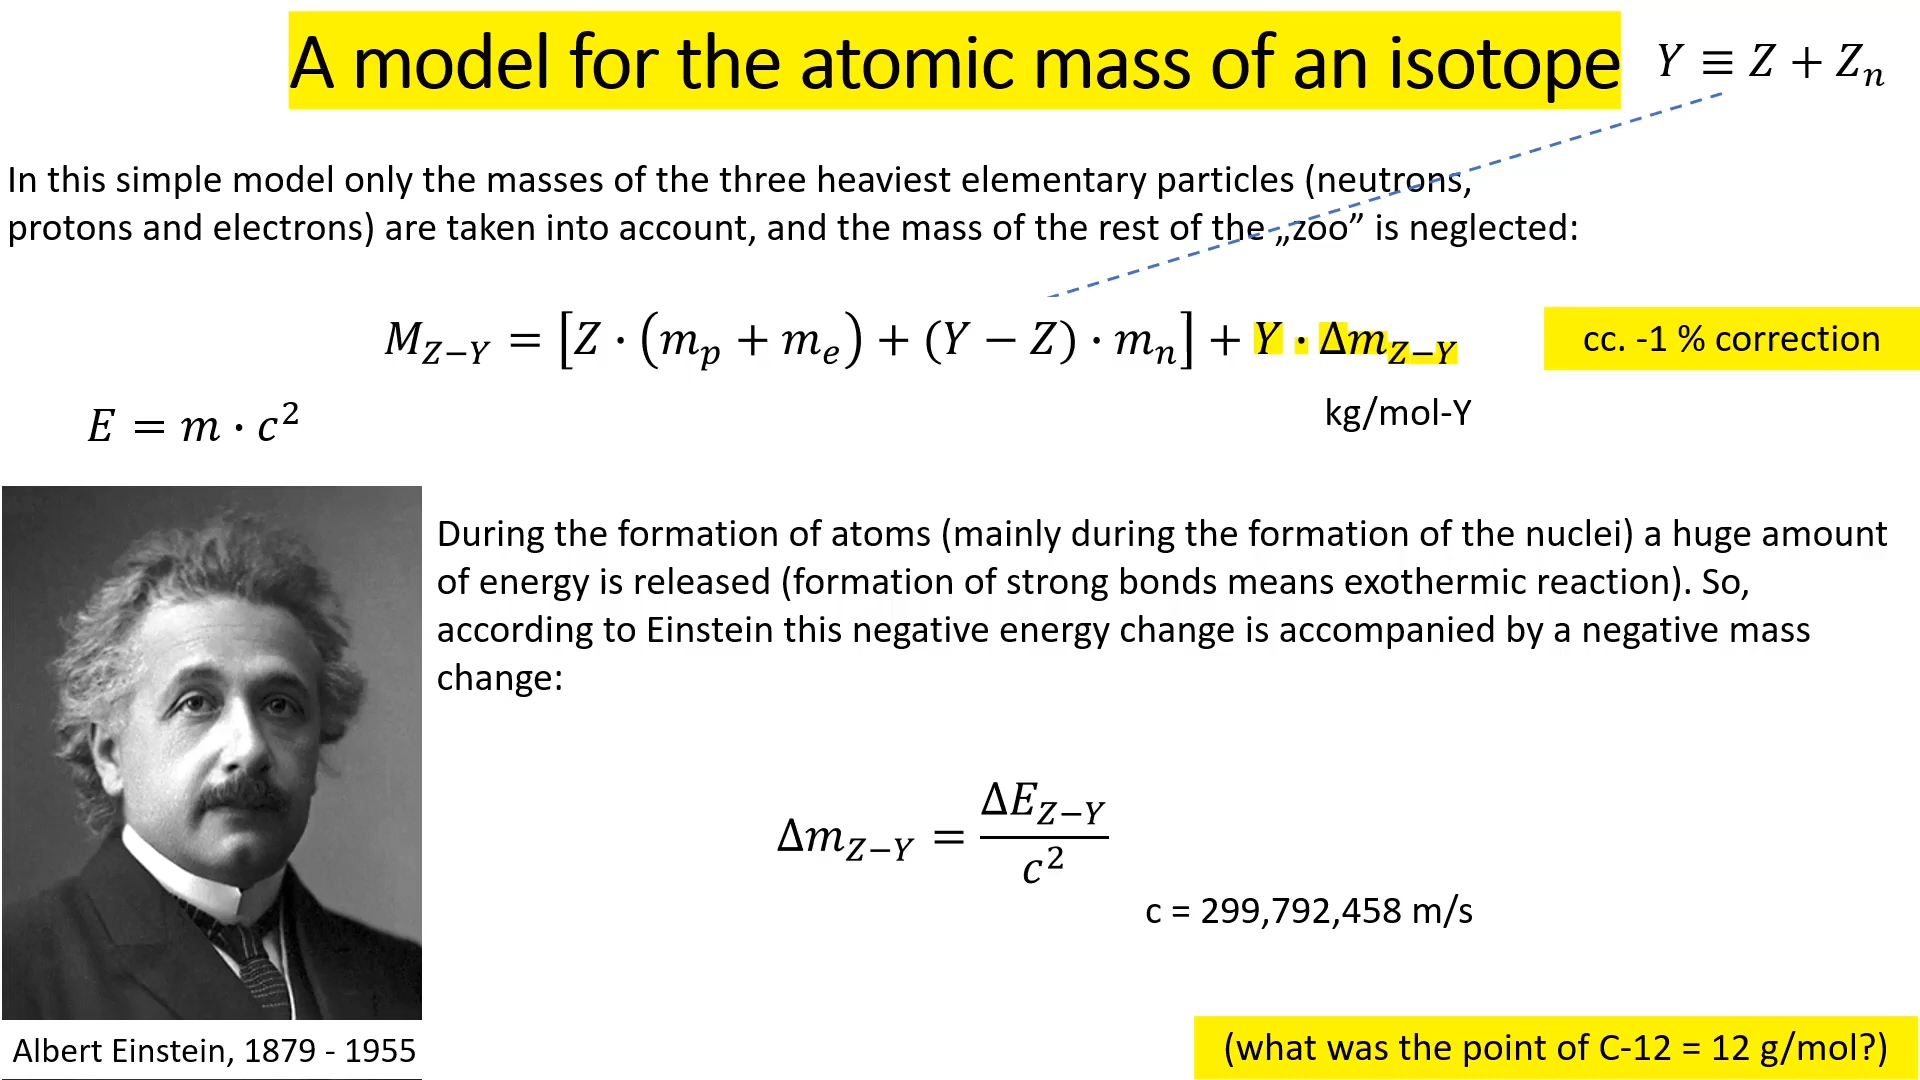 A model for the atomic mass of an isotope
Y ≡ Z + Zₙ
In this simple model only the masses of the three heaviest elementary particles (neutrons,
protons and electrons) are taken into account, and the mass of the rest of the „zoo” is neglected:
M_{Z−Y} = [Z · (m_p + m_e) + (Y − Z) · m_n] + Y · Δm_{Z−Y}
cc. -1 % correction
kg/mol-Y
E = m · c²
During the formation of atoms (mainly during the formation of the nuclei) a huge amount
of energy is released (formation of strong bonds means exothermic reaction). So,
according to Einstein this negative energy change is accompanied by a negative mass
change:
Δm_{Z−Y} = ΔE_{Z−Y} / c²
c = 299,792,458 m/s
Albert Einstein, 1879 - 1955
(what was the point of C-12 = 12 g/mol?)